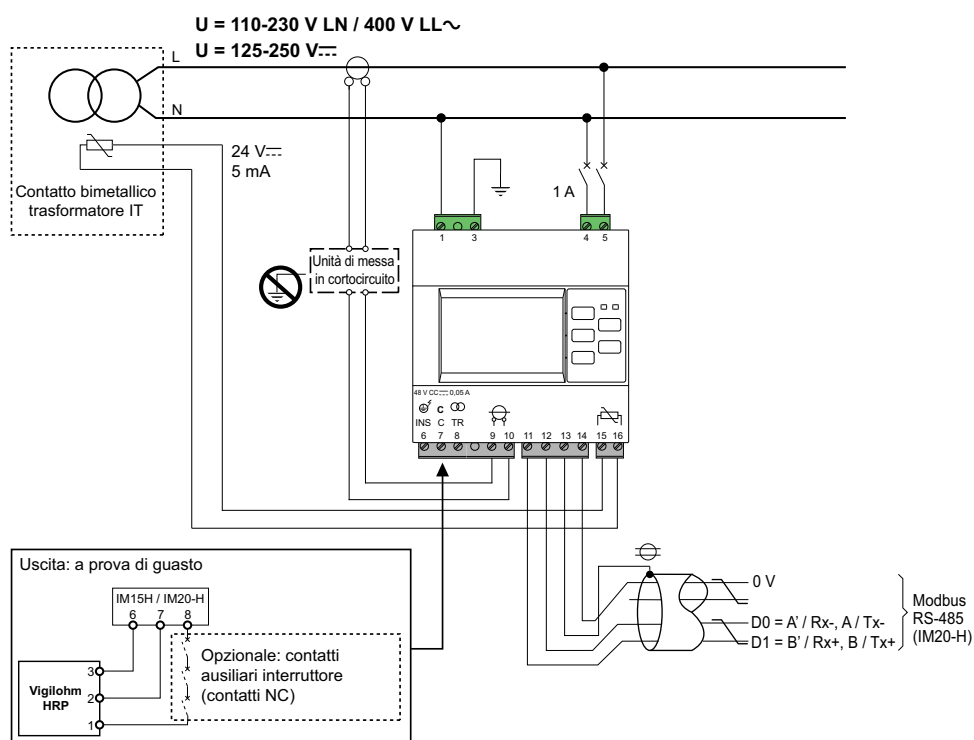 U = 110-230 V LN / 400 V LL∿
U = 125-250 V⎓
L
N
24 V⎓
5 mA
Contatto bimetallico
trasformatore IT
1 A
1 3
4 5
Unità di messa
in cortocircuito
48 V CC⎓ 0,05 A
C
INS C TR
6 7 8 9 10 11 12 13 14 15 16
Uscita: a prova di guasto
IM15H / IM20-H
6 7 8
Opzionale: contatti
ausiliari interruttore
(contatti NC)
Vigilohm
HRP
3
2
1
0 V
D0 = A' / Rx-, A / Tx-
D1 = B' / Rx+, B / Tx+
Modbus
RS-485
(IM20-H)